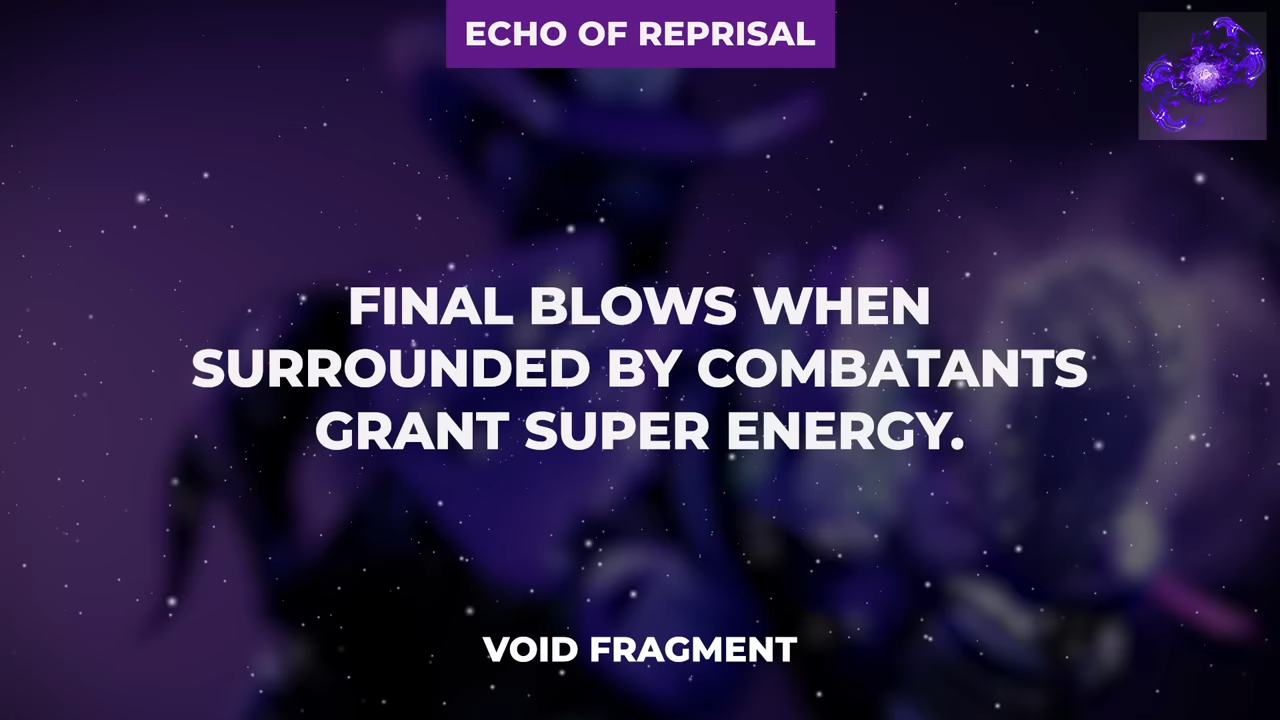 ECHO OF REPRISAL
FINAL BLOWS WHEN
SURROUNDED BY COMBATANTS
GRANT SUPER ENERGY.
VOID FRAGMENT